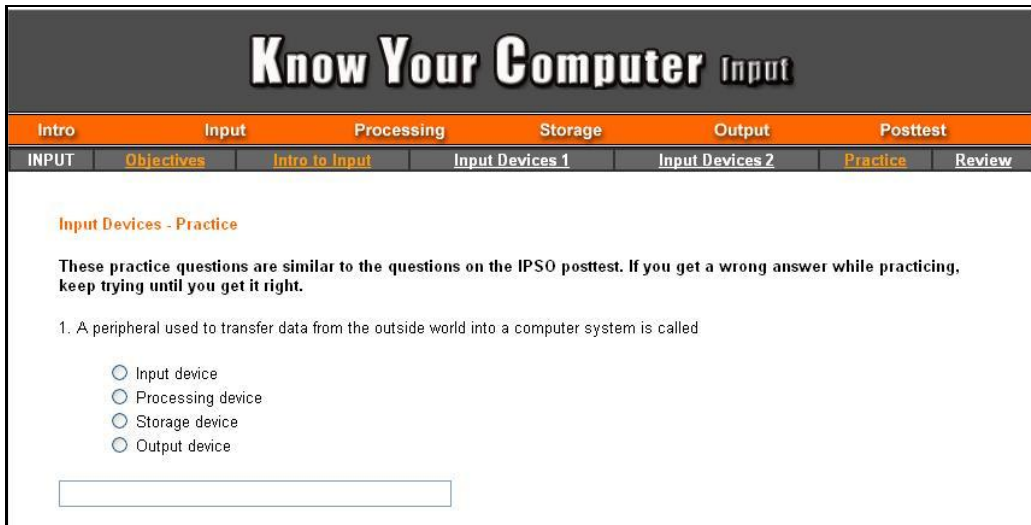 Know Your Computer Input
Intro Input Processing Storage Output Posttest
INPUT Objectives Intro to Input Input Devices 1 Input Devices 2 Practice Review
Input Devices - Practice
These practice questions are similar to the questions on the IPSO posttest. If you get a wrong answer while practicing,
keep trying until you get it right.
1. A peripheral used to transfer data from the outside world into a computer system is called
Input device
Processing device
Storage device
Output device